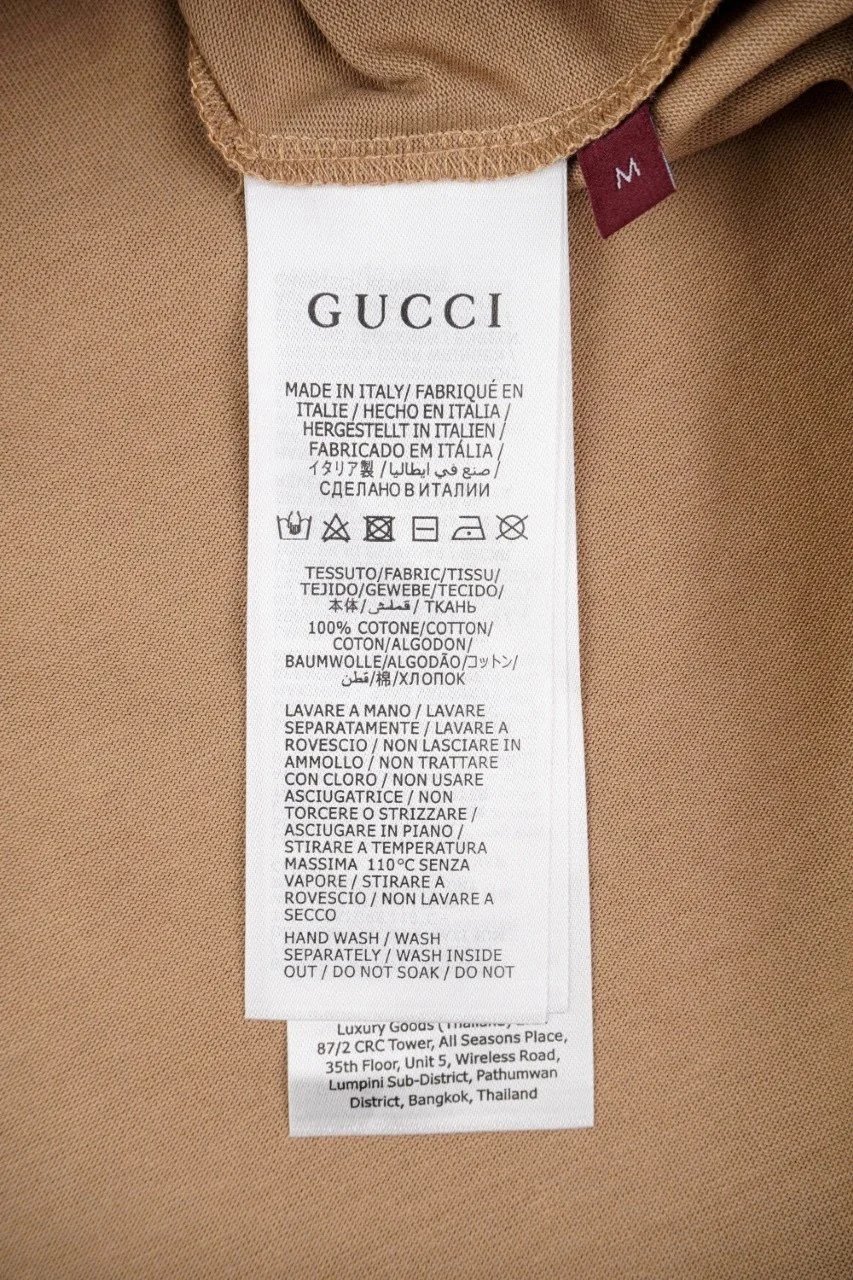 M
GUCCI
MADE IN ITALY/ FABRIQUÉ EN
ITALIE / HECHO EN ITALIA /
HERGESTELLT IN ITALIEN /
FABRICADO EM ITÁLIA /
イタリア製 / صنع في ايطاليا /
СДЕЛАНО В ИТАЛИИ
TESSUTO/FABRIC/TISSU/
TEJIDO/GEWEBE/TECIDO/
本体/قماش/ ТКАНЬ
100% COTONE/COTTON/
COTON/ALGODON/
BAUMWOLLE/ALGODÃO/コットン/
قطن/棉/ХЛОПОК
LAVARE A MANO / LAVARE
SEPARATAMENTE / LAVARE A
ROVESCIO / NON LASCIARE IN
AMMOLLO / NON TRATTARE
CON CLORO / NON USARE
ASCIUGATRICE / NON
TORCERE O STRIZZARE /
ASCIUGARE IN PIANO /
STIRARE A TEMPERATURA
MASSIMA 110°C SENZA
VAPORE / STIRARE A
ROVESCIO / NON LAVARE A
SECCO
HAND WASH / WASH
SEPARATELY / WASH INSIDE
OUT / DO NOT SOAK / DO NOT
Luxury Goods (Thailand)
87/2 CRC Tower, All Seasons Place,
35th Floor, Unit 5, Wireless Road,
Lumpini Sub-District, Pathumwan
District, Bangkok, Thailand